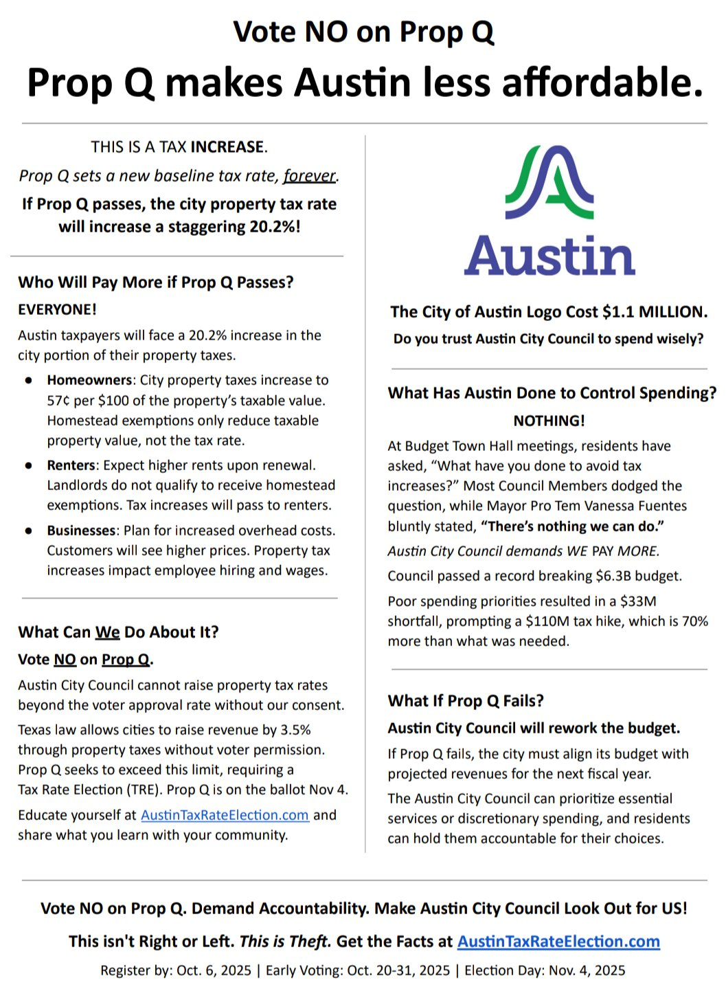 Vote NO on Prop Q
Prop Q makes Austin less affordable.
THIS IS A TAX INCREASE.
Prop Q sets a new baseline tax rate, forever.
If Prop Q passes, the city property tax rate
will increase a staggering 20.2%!
Who Will Pay More if Prop Q Passes?
EVERYONE!
Austin taxpayers will face a 20.2% increase in the
city portion of their property taxes.
● Homeowners: City property taxes increase to
57¢ per $100 of the property’s taxable value.
Homestead exemptions only reduce taxable
property value, not the tax rate.
● Renters: Expect higher rents upon renewal.
Landlords do not qualify to receive homestead
exemptions. Tax increases will pass to renters.
● Businesses: Plan for increased overhead costs.
Customers will see higher prices. Property tax
increases impact employee hiring and wages.
What Can We Do About It?
Vote NO on Prop Q.
Austin City Council cannot raise property tax rates
beyond the voter approval rate without our consent.
Texas law allows cities to raise revenue by 3.5%
through property taxes without voter permission.
Prop Q seeks to exceed this limit, requiring a
Tax Rate Election (TRE). Prop Q is on the ballot Nov 4.
Educate yourself at AustinTaxRateElection.com and
share what you learn with your community.
Austin
The City of Austin Logo Cost $1.1 MILLION.
Do you trust Austin City Council to spend wisely?
What Has Austin Done to Control Spending?
NOTHING!
At Budget Town Hall meetings, residents have
asked, “What have you done to avoid tax
increases?” Most Council Members dodged the
question, while Mayor Pro Tem Vanessa Fuentes
bluntly stated, “There’s nothing we can do.”
Austin City Council demands WE PAY MORE.
Council passed a record breaking $6.3B budget.
Poor spending priorities resulted in a $33M
shortfall, prompting a $110M tax hike, which is 70%
more than what was needed.
What If Prop Q Fails?
Austin City Council will rework the budget.
If Prop Q fails, the city must align its budget with
projected revenues for the next fiscal year.
The Austin City Council can prioritize essential
services or discretionary spending, and residents
can hold them accountable for their choices.
Vote NO on Prop Q. Demand Accountability. Make Austin City Council Look Out for US!
This isn't Right or Left. This is Theft. Get the Facts at AustinTaxRateElection.com
Register by: Oct. 6, 2025 | Early Voting: Oct. 20-31, 2025 | Election Day: Nov. 4, 2025